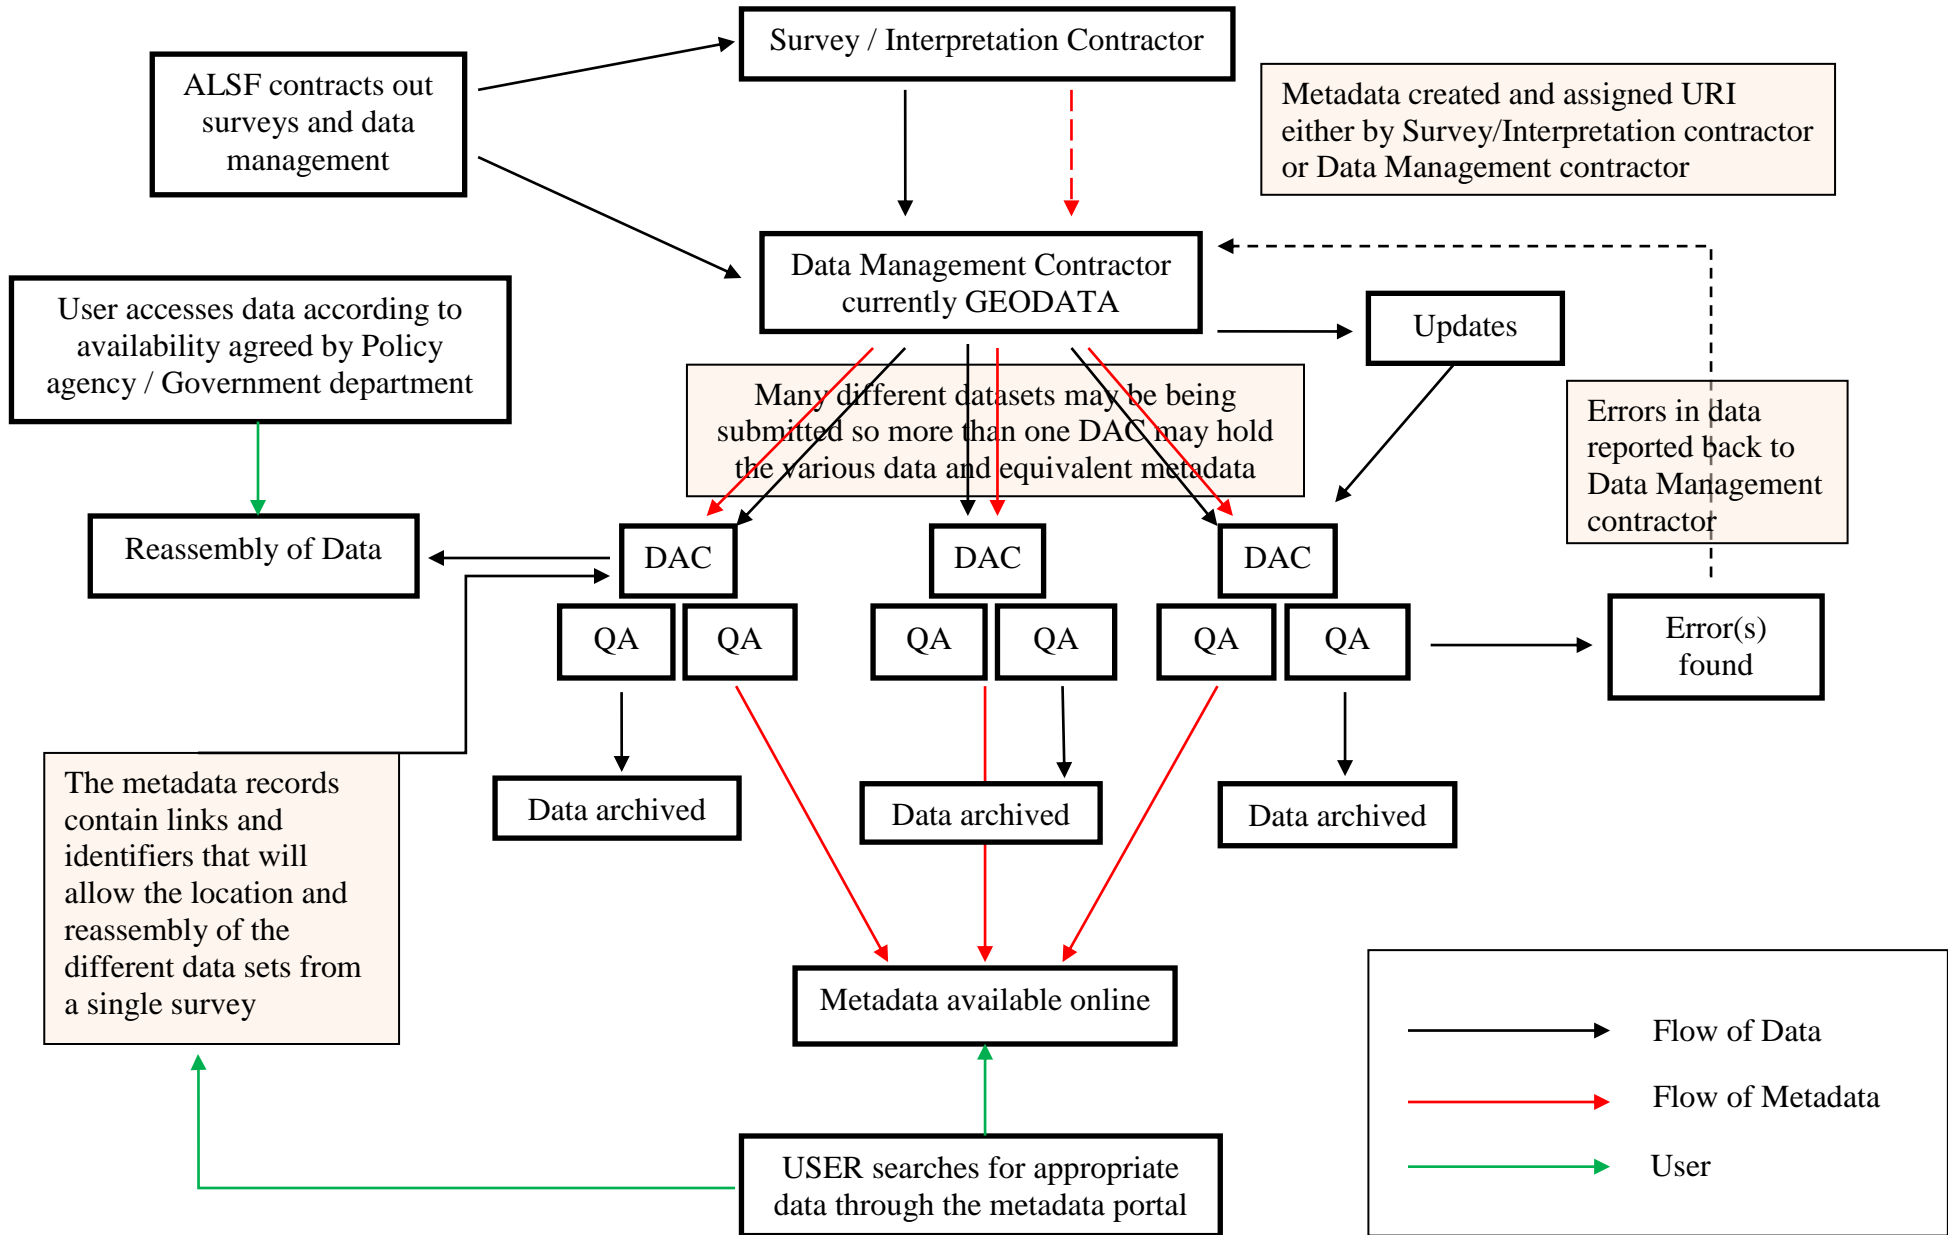 Survey / Interpretation Contractor
ALSF contracts out
surveys and data
management
Metadata created and assigned URI
either by Survey/Interpretation contractor
or Data Management contractor
Data Management Contractor
currently GEODATA
User accesses data according to
availability agreed by Policy
agency / Government department
Updates
Many different datasets may be being
submitted so more than one DAC may hold
the various data and equivalent metadata
Errors in data
reported back to
Data Management
contractor
Reassembly of Data
DAC
DAC
DAC
QA
QA
QA
QA
QA
QA
Error(s)
found
The metadata records
contain links and
identifiers that will
allow the location and
reassembly of the
different data sets from
a single survey
Data archived
Data archived
Data archived
Metadata available online
Flow of Data
Flow of Metadata
User
USER searches for appropriate
data through the metadata portal